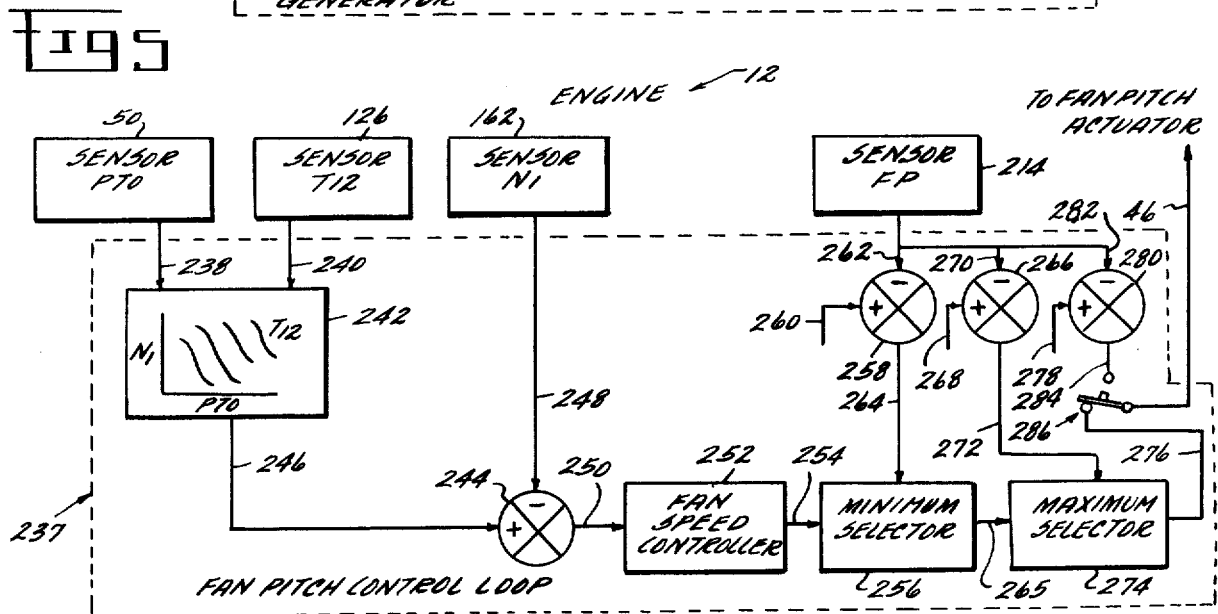 GENERATOR
Fig 5
ENGINE
12
TO FAN PITCH
ACTUATOR
50
126
162
SENSOR
PTO
SENSOR
T12
SENSOR
N1
SENSOR
FP
214
46
282
238
240
262
270
266
280
−
−
−
+
+
+
242
N1
T12
PTO
260
258
268
278
284
264
248
286
272
276
246
244
250
252
254
−
+
FAN
SPEED
CONTROLLER
MINIMUM
SELECTOR
MAXIMUM
SELECTOR
237
FAN PITCH CONTROL LOOP
256
265
274